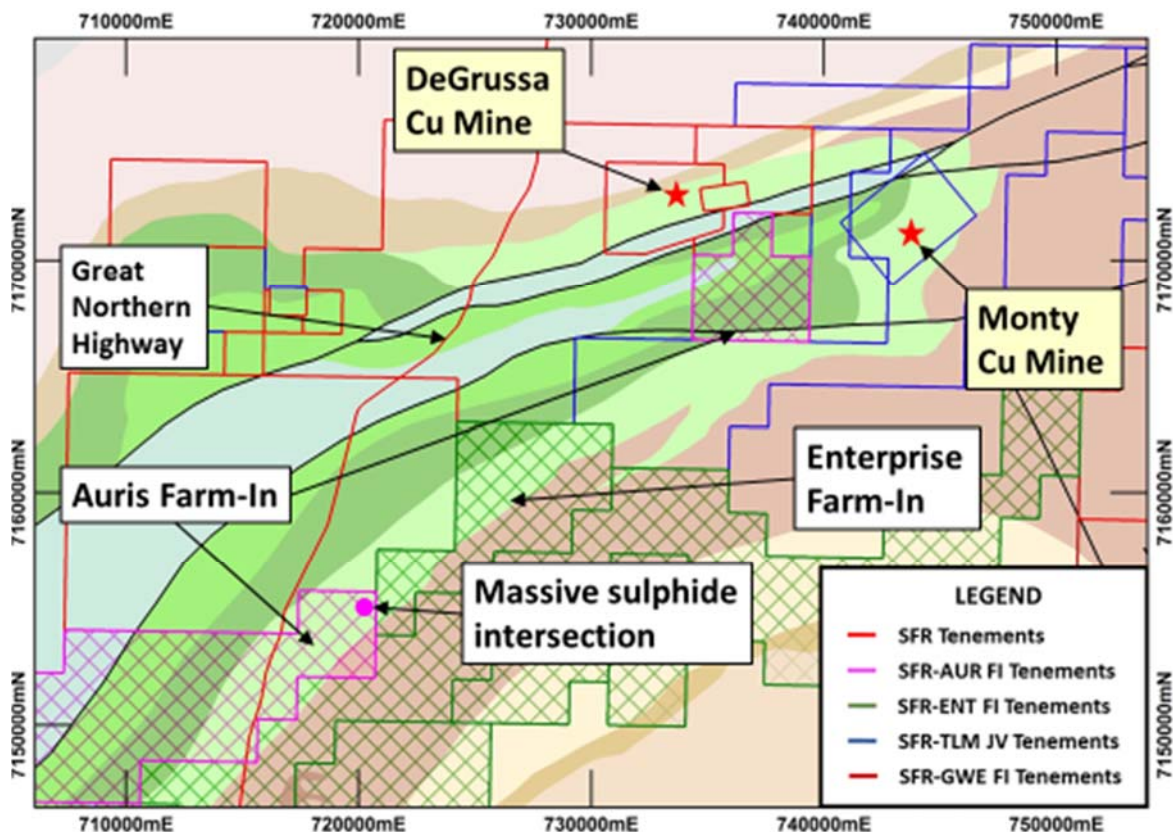 710000mE 720000mE 730000mE 740000mE 750000mE
DeGrussa
Cu Mine
7170000mN
7170000mN
Great
Northern
Highway
Monty
Cu Mine
Enterprise
Farm-In
Auris Farm-In
7160000mN
7160000mN
Massive sulphide
intersection
LEGEND
SFR Tenements
SFR-AUR FI Tenements
SFR-ENT FI Tenements
SFR-TLM JV Tenements
SFR-GWE FI Tenements
7150000mN
7150000mN
710000mE 720000mE 730000mE 740000mE 750000mE